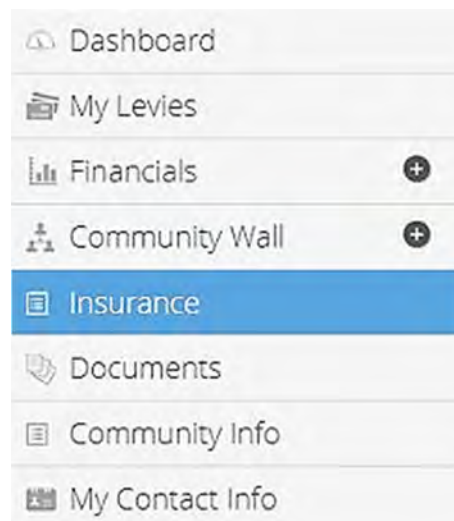 Dashboard
My Levies
Financials
Community Wall
Insurance
Documents
Community Info
My Contact Info